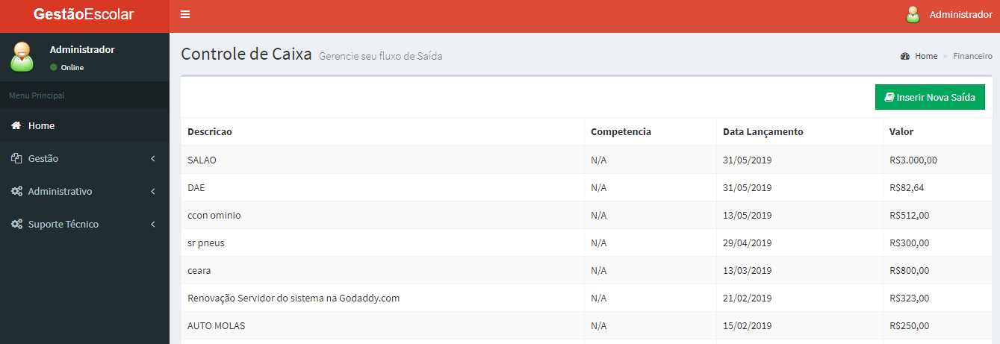 GestãoEscolar
Administrador
Administrador
Online
Menu Principal
Home
Gestão
Administrativo
Suporte Técnico
Controle de Caixa Gerencie seu fluxo de Saída
Home > Financeiro
Inserir Nova Saída
Descricao Competencia Data Lançamento Valor
SALAO N/A 31/05/2019 R$3.000,00
DAE N/A 31/05/2019 R$82,64
ccon ominio N/A 13/05/2019 R$512,00
sr pneus N/A 29/04/2019 R$300,00
ceara N/A 13/03/2019 R$800,00
Renovação Servidor do sistema na Godaddy.com N/A 21/02/2019 R$323,00
AUTO MOLAS N/A 15/02/2019 R$250,00